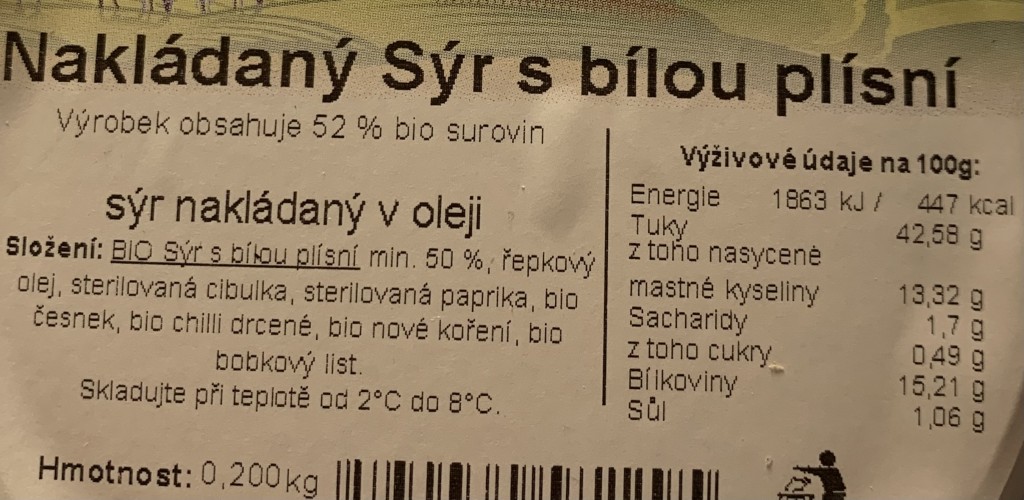 Nakládaný Sýr s bílou plísní
Výrobek obsahuje 52 % bio surovin
sýr nakládaný v oleji
Složení: BIO Sýr s bílou plísní min. 50 %, řepkový
olej, sterilovaná cibulka, sterilovaná paprika, bio
česnek, bio chilli drcené, bio nové koření, bio
bobkový list.
Skladujte při teplotě od 2°C do 8°C.
Hmotnost: 0,200kg
Výživové údaje na 100g:
Energie 1863 kJ / 447 kcal
Tuky 42,58 g
z toho nasycené
mastné kyseliny 13,32 g
Sacharidy 1,7 g
z toho cukry 0,49 g
Bílkoviny 15,21 g
Sůl 1,06 g